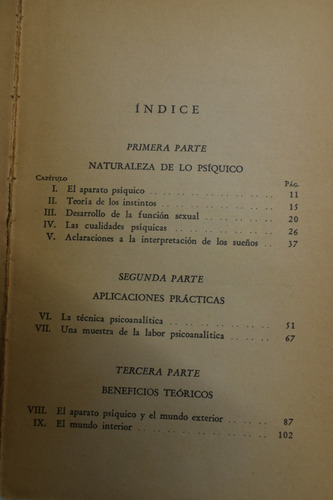 ÍNDICE
PRIMERA PARTE
NATURALEZA DE LO PSÍQUICO
CAPÍTULO Pág.
I. El aparato psíquico . . . . . . . . . . . . 11
II. Teoría de los instintos . . . . . . . . . . . . 15
III. Desarrollo de la función sexual . . . . . . . . 20
IV. Las cualidades psíquicas . . . . . . . . . . . 26
V. Aclaraciones a la interpretación de los sueños . . 37
SEGUNDA PARTE
APLICACIONES PRÁCTICAS
VI. La técnica psicoanalítica . . . . . . . . . . . 51
VII. Una muestra de la labor psicoanalítica . . . . . 67
TERCERA PARTE
BENEFICIOS TEÓRICOS
VIII. El aparato psíquico y el mundo exterior . . . . . 87
IX. El mundo interior . . . . . . . . . . . . . 102